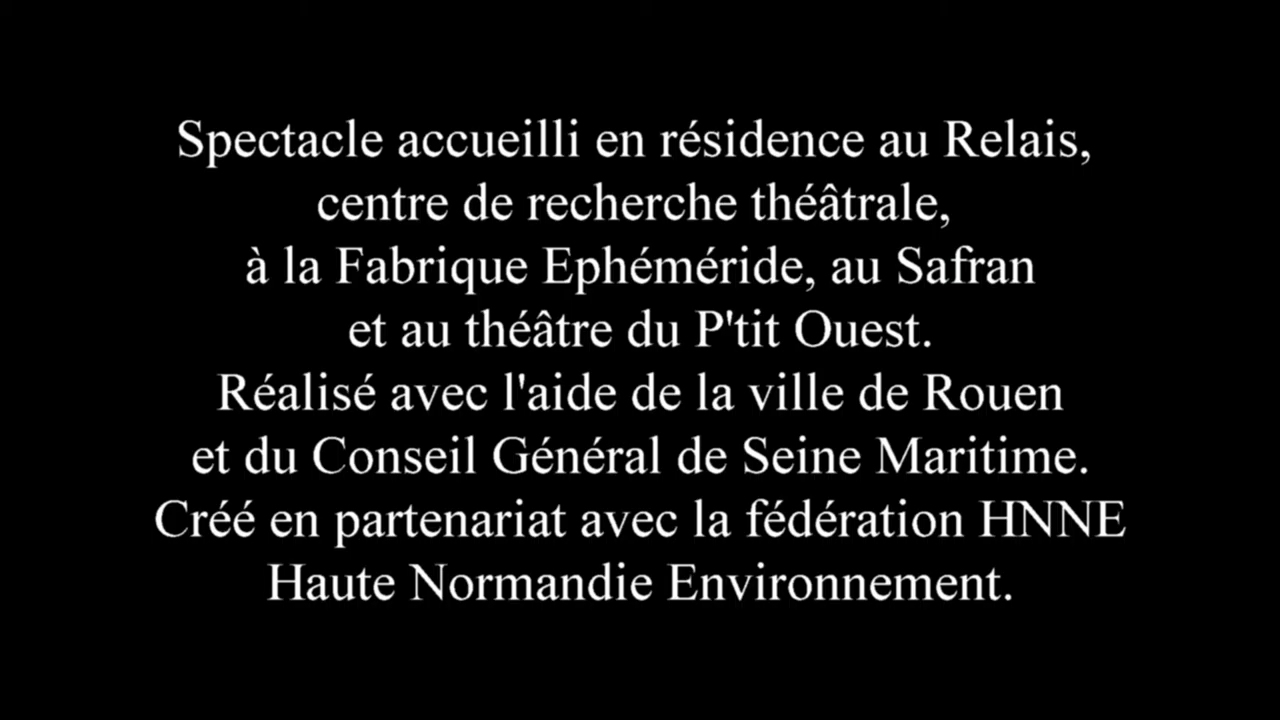 Spectacle accueilli en résidence au Relais,
centre de recherche théâtrale,
à la Fabrique Ephéméride, au Safran
et au théâtre du P'tit Ouest.
Réalisé avec l'aide de la ville de Rouen
et du Conseil Général de Seine Maritime.
Créé en partenariat avec la fédération HNNE
Haute Normandie Environnement.